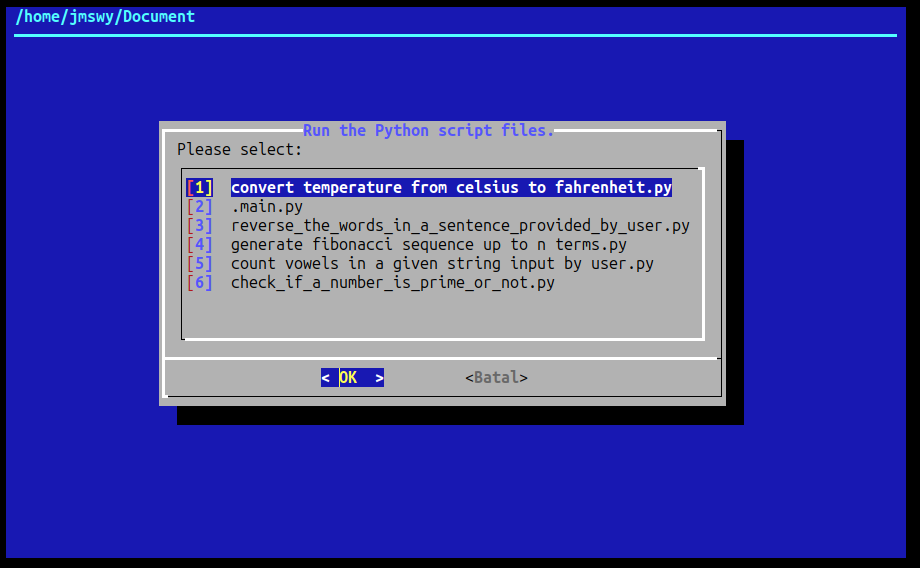 /home/jmswy/Document
Run the Python script files.
Please select:
[1] convert temperature from celsius to fahrenheit.py
[2] .main.py
[3] reverse_the_words_in_a_sentence_provided_by_user.py
[4] generate fibonacci sequence up to n terms.py
[5] count vowels in a given string input by user.py
[6] check_if_a_number_is_prime_or_not.py
< OK > <Batal>